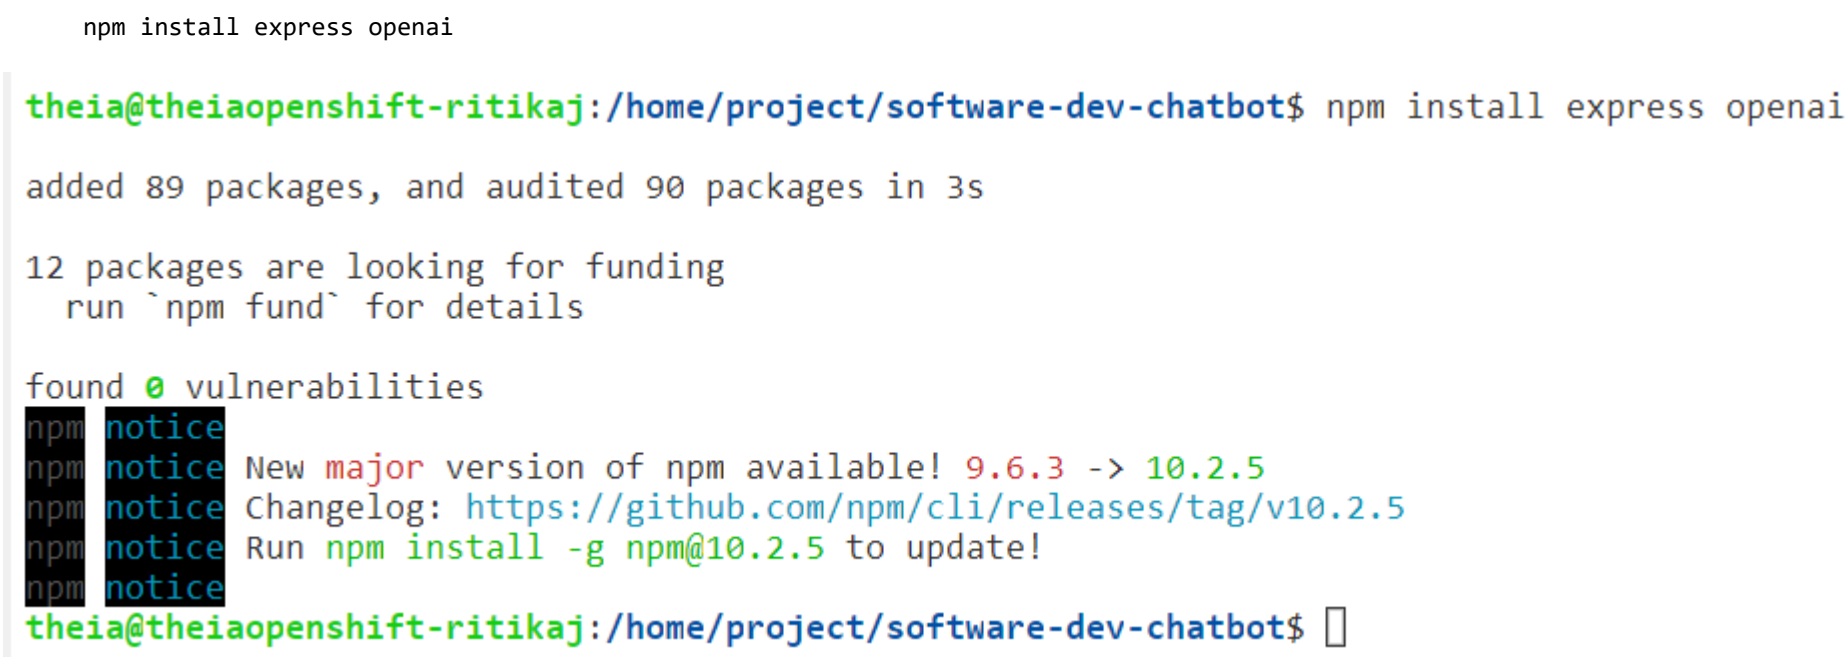 npm install express openai
theia@theiaopenshift-ritikaj:/home/project/software-dev-chatbot$ npm install express openai
added 89 packages, and audited 90 packages in 3s
12 packages are looking for funding
  run `npm fund` for details
found 0 vulnerabilities
npm notice
npm notice New major version of npm available! 9.6.3 -> 10.2.5
npm notice Changelog: https://github.com/npm/cli/releases/tag/v10.2.5
npm notice Run npm install -g npm@10.2.5 to update!
npm notice
theia@theiaopenshift-ritikaj:/home/project/software-dev-chatbot$